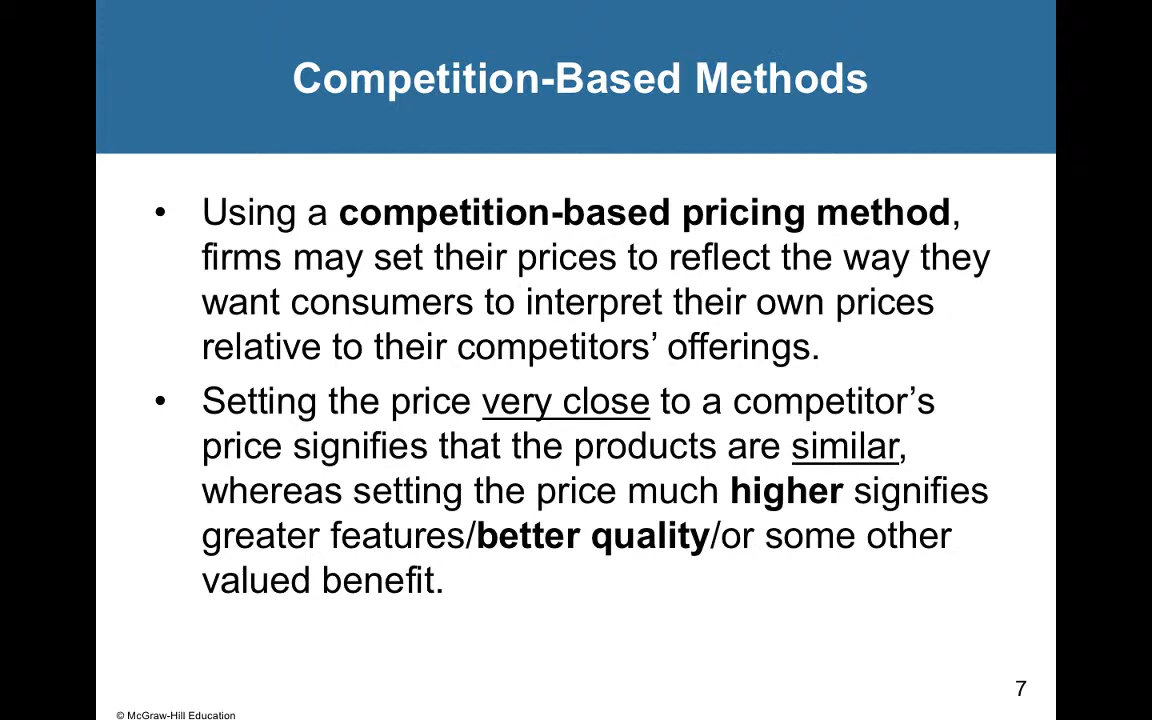 Competition-Based Methods
• Using a competition-based pricing method,
firms may set their prices to reflect the way they
want consumers to interpret their own prices
relative to their competitors’ offerings.
• Setting the price very close to a competitor’s
price signifies that the products are similar,
whereas setting the price much higher signifies
greater features/better quality/or some other
valued benefit.
7
© McGraw-Hill Education